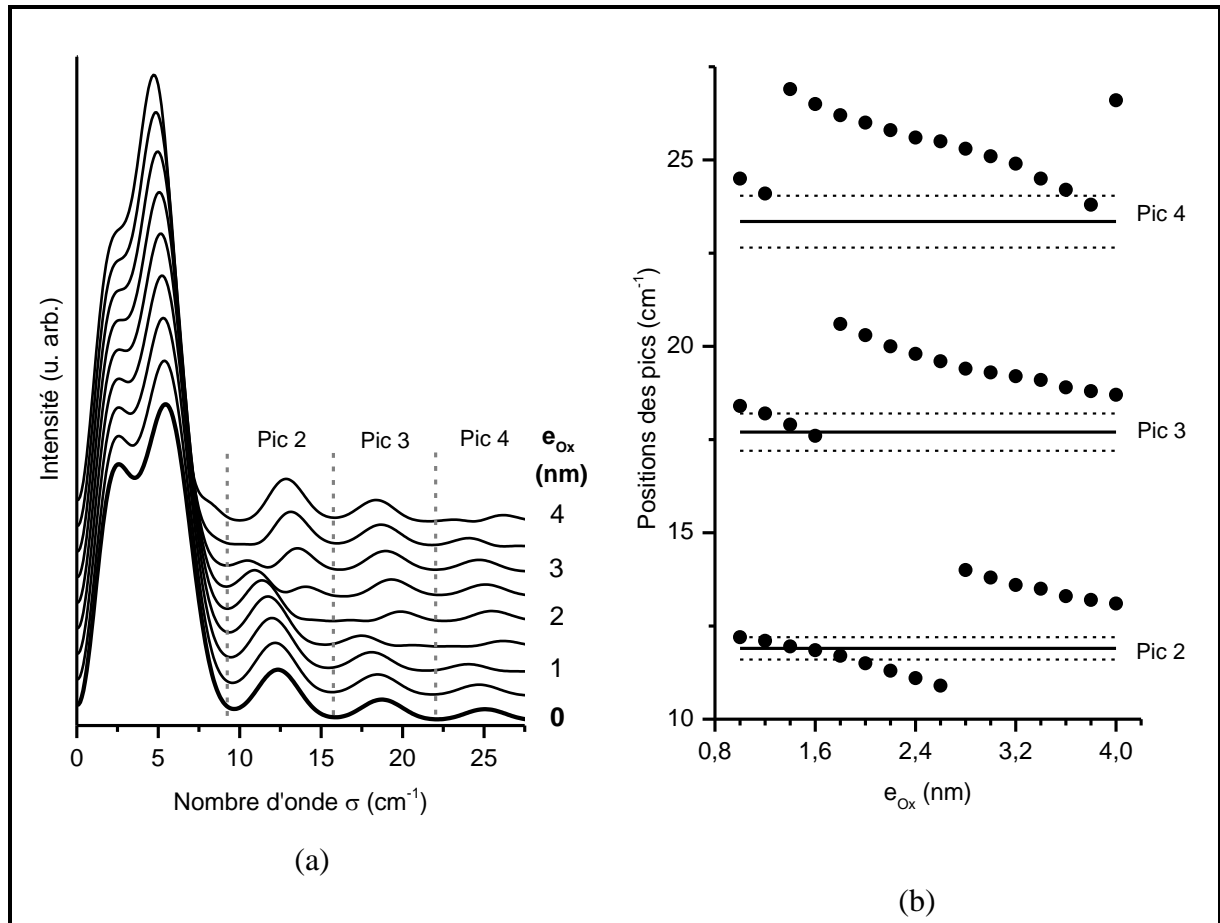 Intensité (u. arb.)
Pic 2
Pic 3
Pic 4
e_Ox
(nm)
4
3
2
1
0
0
5
10
15
20
25
Nombre d'onde σ (cm⁻¹)
(a)
Positions des pics (cm⁻¹)
25
20
15
10
Pic 4
Pic 3
Pic 2
0,8
1,6
2,4
3,2
4,0
e_Ox (nm)
(b)